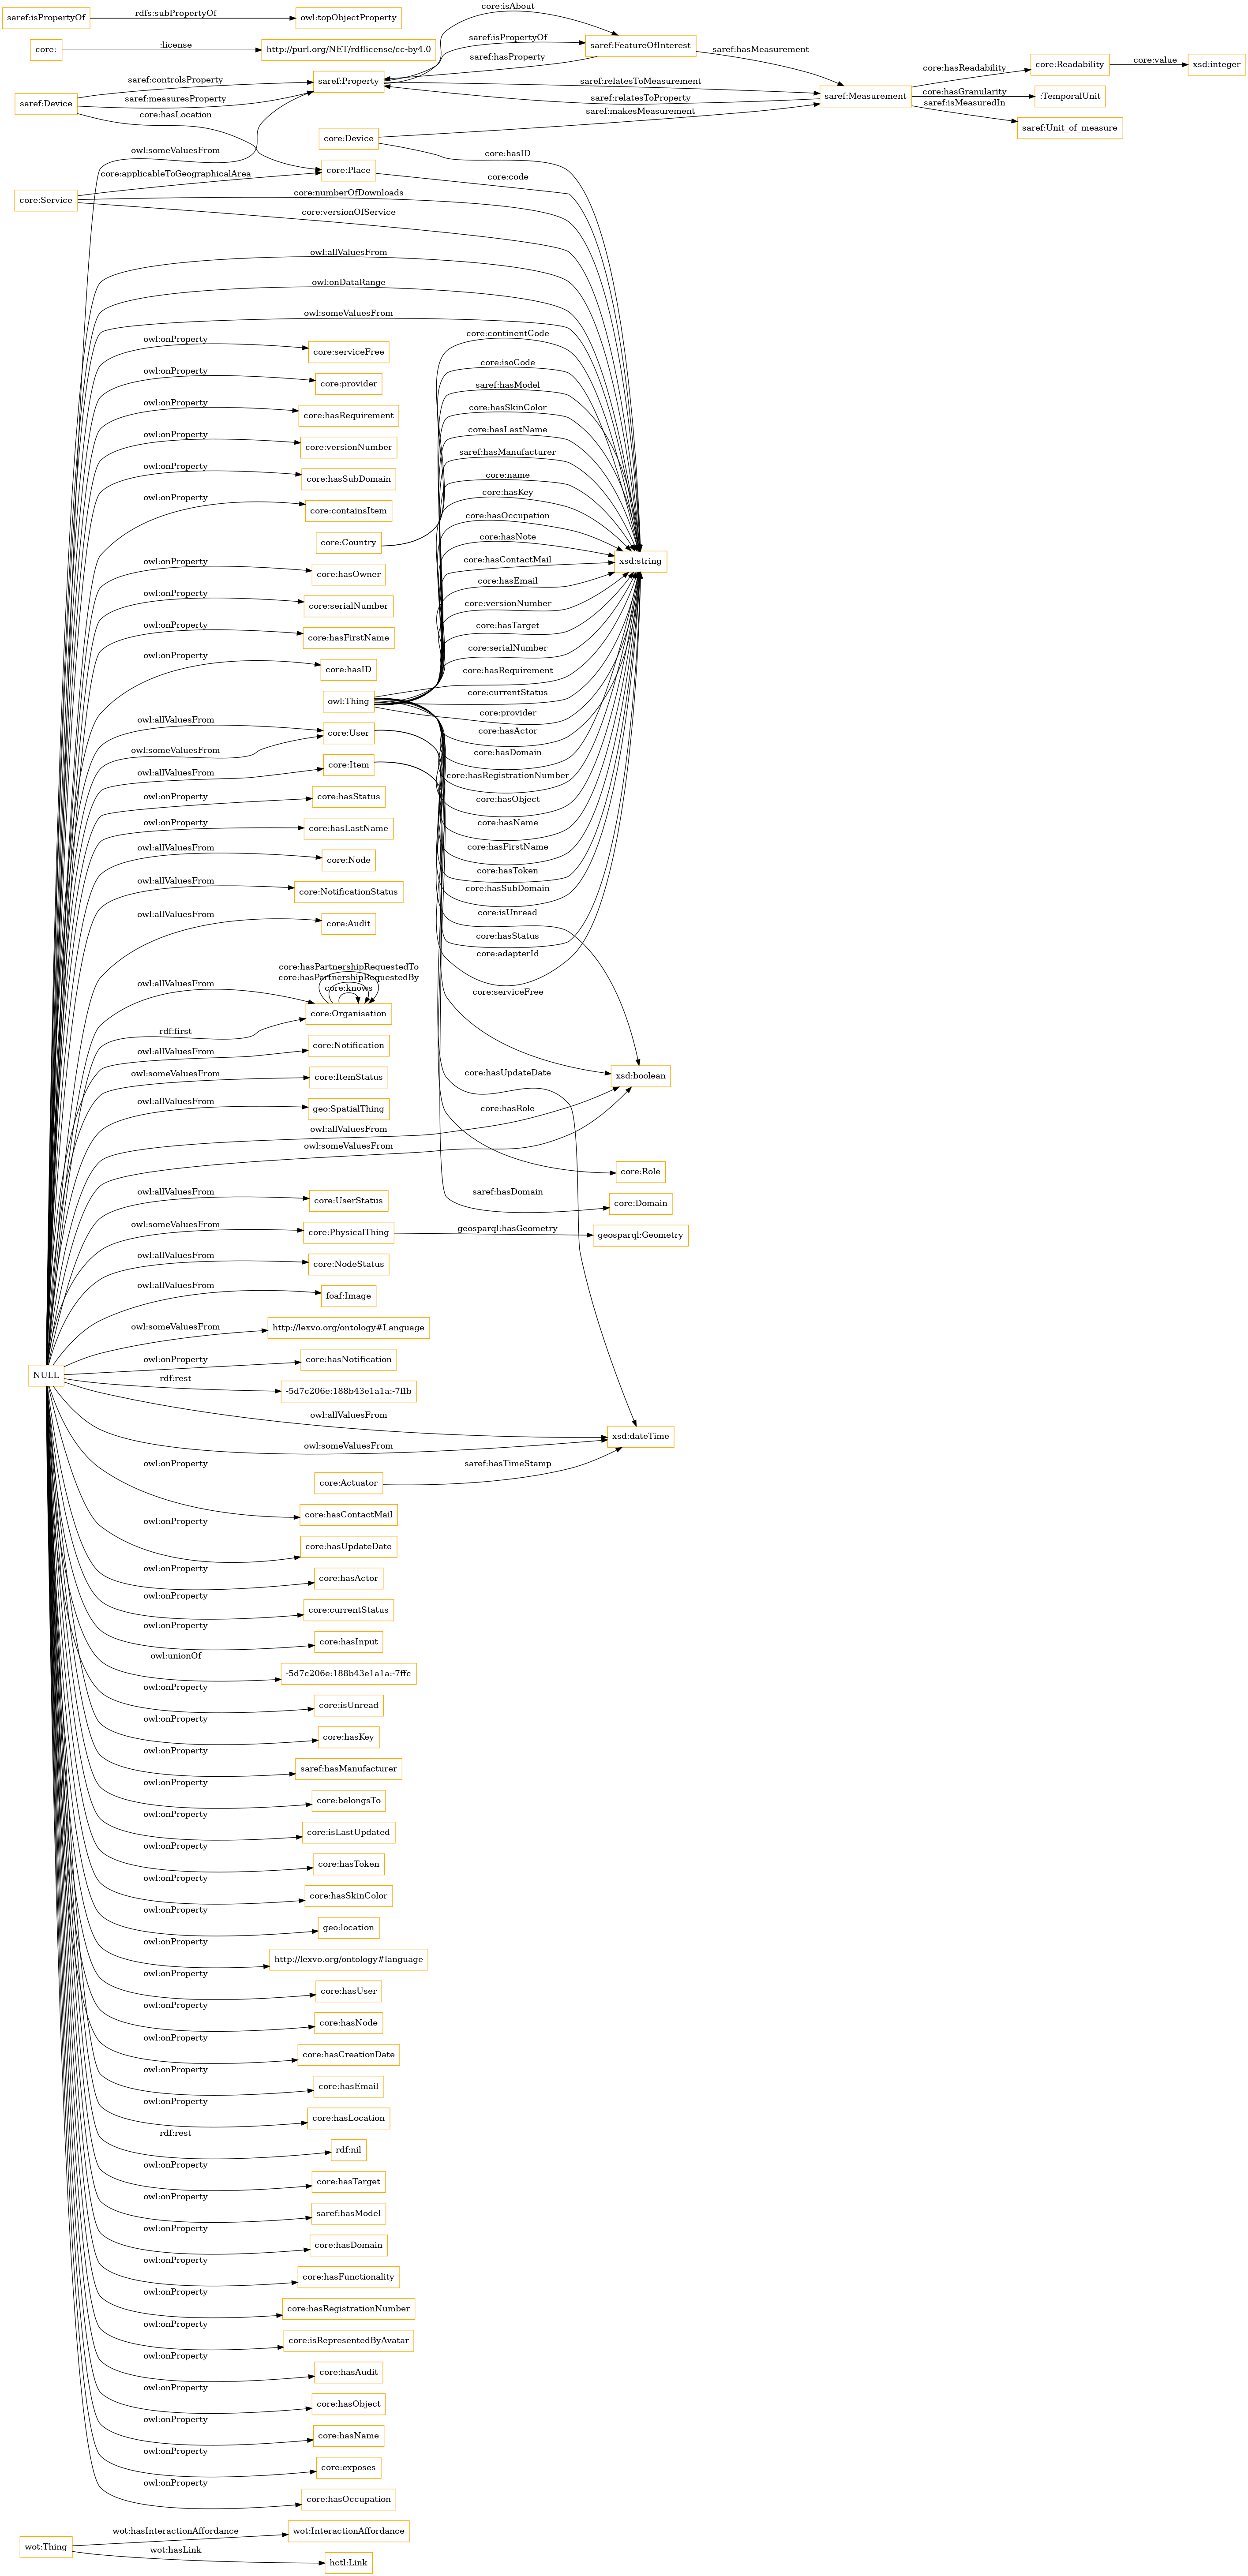 core:isAbout
saref:isPropertyOf
rdfs:subPropertyOf
owl:topObjectProperty
saref:isPropertyOf
saref:FeatureOfInterest
core:
:license
http://purl.org/NET/rdflicense/cc-by4.0
saref:hasProperty
saref:hasMeasurement
core:hasReadability
core:Readability
core:value
xsd:integer
saref:controlsProperty
saref:Property
saref:relatesToMeasurement
saref:Device
saref:measuresProperty
saref:relatesToProperty
saref:Measurement
core:hasGranularity
:TemporalUnit
core:hasLocation
saref:makesMeasurement
saref:isMeasuredIn
saref:Unit_of_measure
core:Device
owl:someValuesFrom
core:hasID
core:applicableToGeographicalArea
core:Place
core:code
core:Service
core:numberOfDownloads
core:versionOfService
owl:allValuesFrom
owl:onDataRange
owl:someValuesFrom
core:continentCode
owl:onProperty
core:serviceFree
core:isoCode
owl:onProperty
core:provider
saref:hasModel
owl:onProperty
core:hasRequirement
core:hasSkinColor
owl:onProperty
core:versionNumber
core:hasLastName
saref:hasManufacturer
owl:onProperty
core:hasSubDomain
core:name
core:hasKey
owl:onProperty
core:containsItem
core:hasOccupation
core:Country
core:hasNote
owl:onProperty
core:hasOwner
core:hasContactMail
xsd:string
core:hasEmail
owl:onProperty
core:serialNumber
core:versionNumber
owl:onProperty
core:hasFirstName
core:hasTarget
core:serialNumber
owl:onProperty
core:hasID
core:hasRequirement
owl:Thing
core:currentStatus
core:provider
owl:allValuesFrom
core:User
core:hasActor
owl:someValuesFrom
core:hasDomain
owl:allValuesFrom
core:Item
core:hasRegistrationNumber
owl:onProperty
core:hasStatus
core:hasObject
owl:onProperty
core:hasLastName
core:hasName
owl:allValuesFrom
core:Node
core:hasFirstName
core:hasToken
owl:allValuesFrom
core:NotificationStatus
core:hasSubDomain
owl:allValuesFrom
core:Audit
core:isUnread
core:hasStatus
core:adapterId
core:hasPartnershipRequestedTo
core:hasPartnershipRequestedBy
core:knows
owl:allValuesFrom
core:serviceFree
core:Organisation
rdf:first
owl:allValuesFrom
core:Notification
owl:someValuesFrom
core:ItemStatus
core:hasUpdateDate
xsd:boolean
owl:allValuesFrom
geo:SpatialThing
core:hasRole
owl:allValuesFrom
owl:someValuesFrom
core:Role
owl:allValuesFrom
core:UserStatus
saref:hasDomain
core:Domain
owl:someValuesFrom
core:PhysicalThing
geosparql:hasGeometry
geosparql:Geometry
owl:allValuesFrom
core:NodeStatus
owl:allValuesFrom
foaf:Image
owl:someValuesFrom
http://lexvo.org/ontology#Language
owl:onProperty
core:hasNotification
NULL
rdf:rest
-5d7c206e:188b43e1a1a:-7ffb
owl:allValuesFrom
xsd:dateTime
owl:someValuesFrom
owl:onProperty
core:Actuator
saref:hasTimeStamp
core:hasContactMail
owl:onProperty
core:hasUpdateDate
owl:onProperty
core:hasActor
owl:onProperty
core:currentStatus
owl:onProperty
core:hasInput
owl:unionOf
-5d7c206e:188b43e1a1a:-7ffc
owl:onProperty
core:isUnread
owl:onProperty
core:hasKey
owl:onProperty
saref:hasManufacturer
owl:onProperty
core:belongsTo
owl:onProperty
core:isLastUpdated
owl:onProperty
core:hasToken
owl:onProperty
core:hasSkinColor
owl:onProperty
geo:location
owl:onProperty
http://lexvo.org/ontology#language
owl:onProperty
core:hasUser
owl:onProperty
core:hasNode
owl:onProperty
core:hasCreationDate
owl:onProperty
core:hasEmail
owl:onProperty
core:hasLocation
rdf:rest
rdf:nil
owl:onProperty
core:hasTarget
owl:onProperty
saref:hasModel
owl:onProperty
core:hasDomain
owl:onProperty
core:hasFunctionality
owl:onProperty
core:hasRegistrationNumber
owl:onProperty
core:isRepresentedByAvatar
owl:onProperty
core:hasAudit
owl:onProperty
core:hasObject
owl:onProperty
core:hasName
owl:onProperty
core:exposes
owl:onProperty
core:hasOccupation
wot:Thing
wot:hasInteractionAffordance
wot:InteractionAffordance
wot:hasLink
hctl:Link